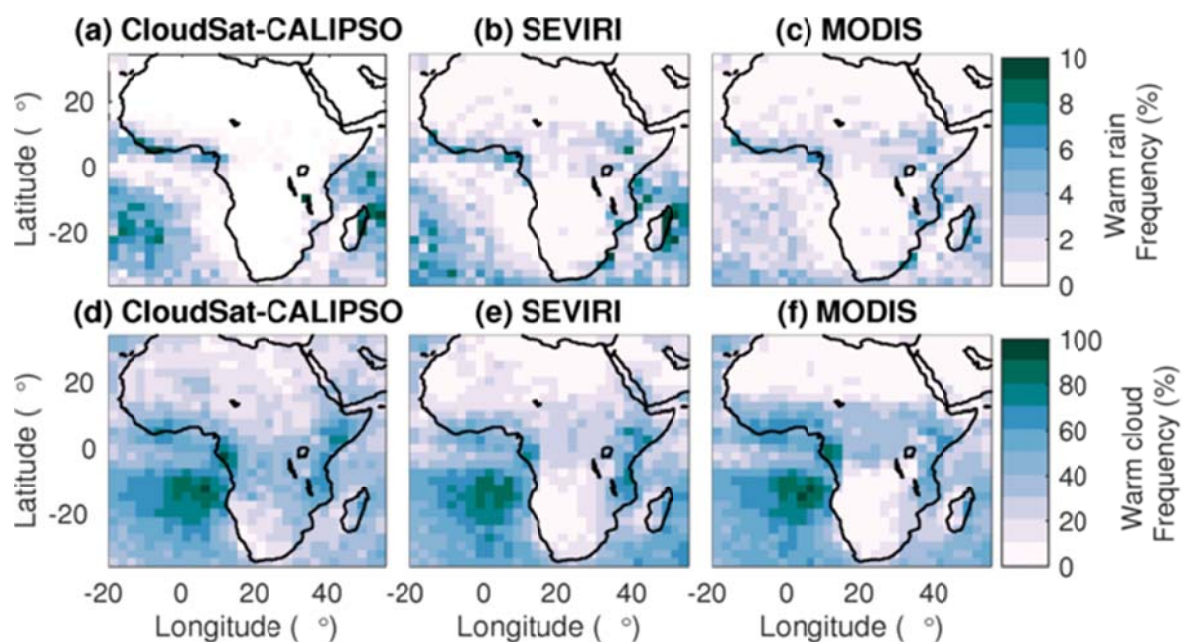 (a) CloudSat-CALIPSO (b) SEVIRI (c) MODIS
Latitude ( °)
20
0
-20
10
8
6
4
2
0
Warm rain
Frequency (%)
(d) CloudSat-CALIPSO (e) SEVIRI (f) MODIS
Latitude ( °)
20
0
-20
100
80
60
40
20
0
Warm cloud
Frequency (%)
-20 0 20 40 -20 0 20 40 -20 0 20 40
Longitude ( °) Longitude ( °) Longitude ( °)